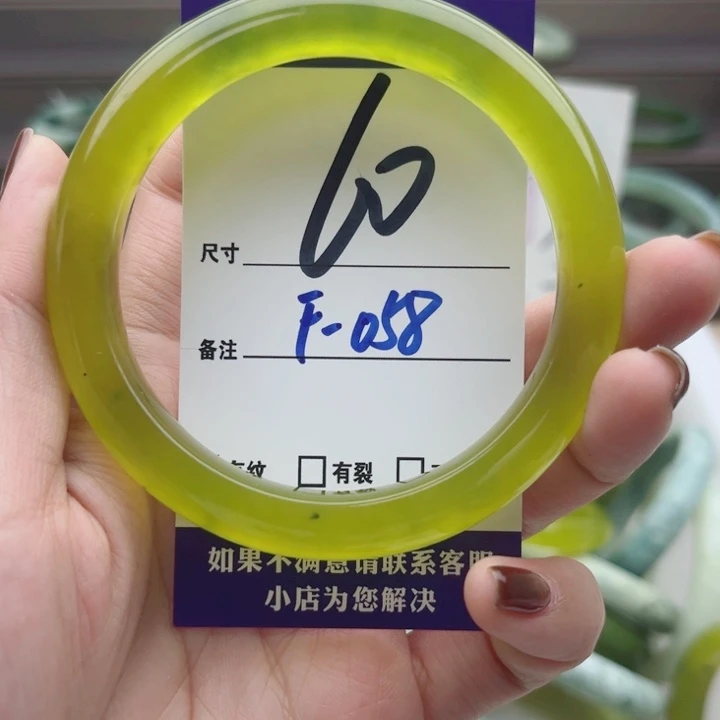 尺寸 60
备注 F-058
纹 □有裂 □
如果不满意请联系客服
小店为您解决